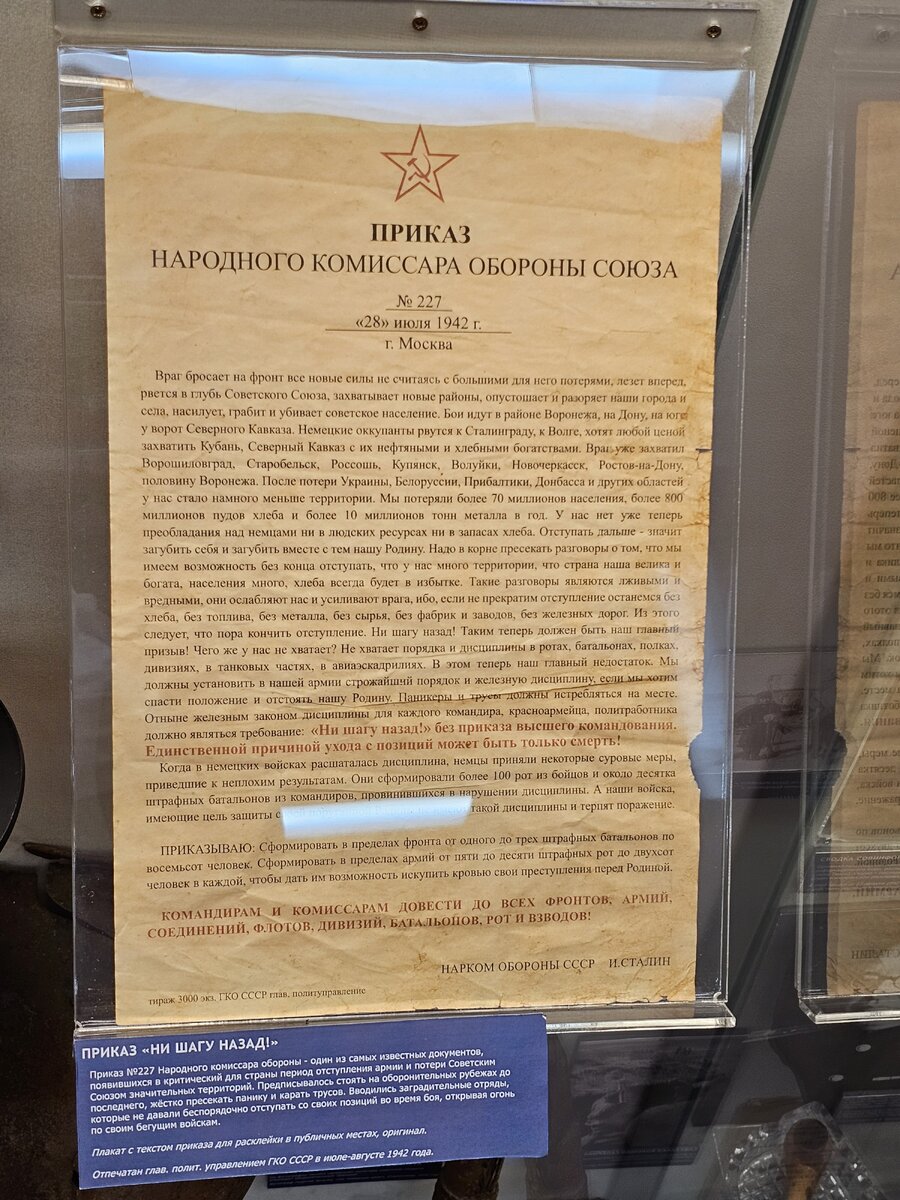 ПРИКАЗ
НАРОДНОГО КОМИССАРА ОБОРОНЫ СОЮЗА
№ 227
«28» июля 1942 г.
г. Москва
Враг бросает на фронт все новые силы не считаясь с большими для него потерями, лезет вперед,
рвется в глубь Советского Союза, захватывает новые районы, опустошает и разоряет наши города и
села, насилует, грабит и убивает советское население. Бои идут в районе Воронежа, на Дону, на юге
у ворот Северного Кавказа. Немецкие оккупанты рвутся к Сталинграду, к Волге, хотят любой ценой
захватить Кубань, Северный Кавказ с их нефтяными и хлебными богатствами. Враг уже захватил
Ворошиловград, Старобельск, Россошь, Купянск, Волуйки, Новочеркасск, Ростов-на-Дону,
половину Воронежа. После потери Украины, Белоруссии, Прибалтики, Донбасса и других областей
у нас стало намного меньше территории. Мы потеряли более 70 миллионов населения, более 800
миллионов пудов хлеба и более 10 миллионов тонн металла в год. У нас нет уже теперь
преобладания над немцами ни в людских ресурсах ни в запасах хлеба. Отступать дальше - значит
загубить себя и загубить вместе с тем нашу Родину. Надо в корне пресекать разговоры о том, что мы
имеем возможность без конца отступать, что у нас много территории, что страна наша велика и
богата, населения много, хлеба всегда будет в избытке. Такие разговоры являются лживыми и
вредными, они ослабляют нас и усиливают врага, ибо, если не прекратим отступление останемся без
хлеба, без топлива, без металла, без сырья, без фабрик и заводов, без железных дорог. Из этого
следует, что пора кончить отступление. Ни шагу назад! Таким теперь должен быть наш главный
призыв! Чего же у нас не хватает? Не хватает порядка и дисциплины в ротах, батальонах, полках,
дивизиях, в танковых частях, в авиаэскадрилиях. В этом теперь наш главный недостаток. Мы
должны установить в нашей армии строжайший порядок и железную дисциплину, если мы хотим
спасти положение и отстоять нашу Родину. Паникеры и трусы должны истребляться на месте.
Отныне железным законом дисциплины для каждого командира, красноармейца, политработника
должно являться требование: «Ни шагу назад!» без приказа высшего командования.
Единственной причиной ухода с позиций может быть только смерть!
Когда в немецких войсках расшаталась дисциплина, немцы приняли некоторые суровые меры,
приведшие к неплохим результатам. Они сформировали более 100 рот из бойцов и около десятка
штрафных батальонов из командиров, провинившихся в нарушении дисциплины. А наши войска,
имеющие цель защиты такой дисциплины и терпят поражение.
ПРИКАЗЫВАЮ: Сформировать в пределах фронта от одного до трех штрафных батальонов по
восемьсот человек. Сформировать в пределах армий от пяти до десяти штрафных рот до двухсот
человек в каждой, чтобы дать им возможность искупить кровью свои преступления перед Родиной.
КОМАНДИРАМ И КОМИССАРАМ ДОВЕСТИ ДО ВСЕХ ФРОНТОВ, АРМИЙ,
СОЕДИНЕНИЙ, ФЛОТОВ, ДИВИЗИЙ, БАТАЛЬОНОВ, РОТ И ВЗВОДОВ!
НАРКОМ ОБОРОНЫ СССР И.СТАЛИН
тираж 3000 экз. ГКО СССР глав. политуправление
ПРИКАЗ «НИ ШАГУ НАЗАД!»
Приказ №227 Народного комиссара обороны - один из самых известных документов,
появившихся в критический для страны период отступления армии и потери Советским
Союзом значительных территорий. Предписывалось стоять на оборонительных рубежах до
последнего, жёстко пресекать панику и карать трусов. Вводились заградительные отряды,
которые не давали беспорядочно отступать со своих позиций во время боя, открывая огонь
по своим бегущим войскам.
Плакат с текстом приказа для расклейки в публичных местах, оригинал.
Отпечатан глав. полит. управлением ГКО СССР в июле-августе 1942 года.